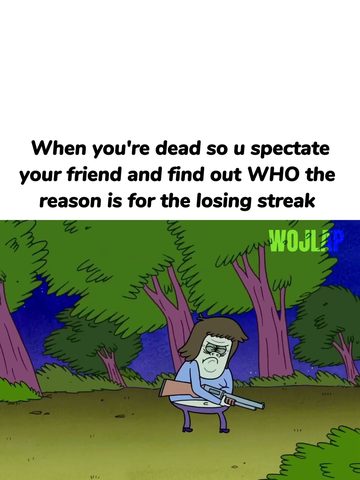 When you're dead so u spectate
your friend and find out WHO the
reason is for the losing streak
WOJLAP